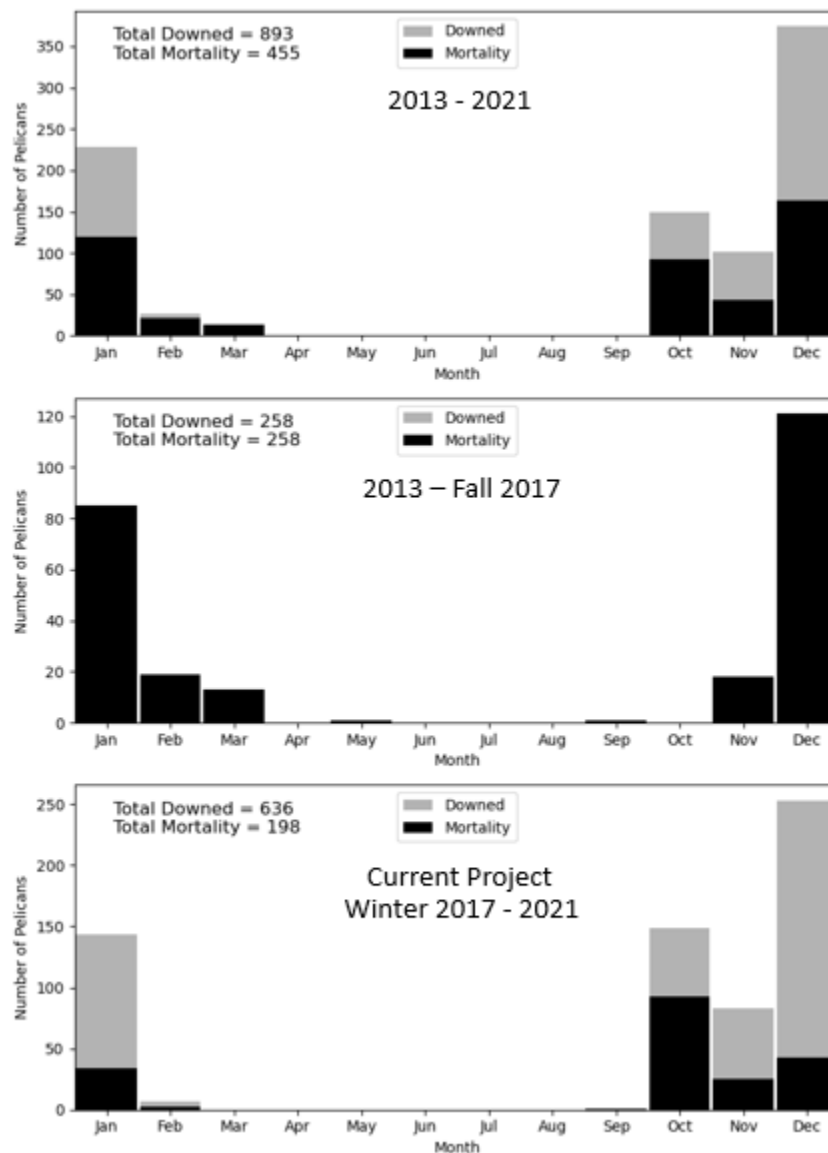 Total Downed = 893
Total Mortality = 455
Downed
Mortality
2013 - 2021
Number of Pelicans
350
300
250
200
150
100
50
0
Jan Feb Mar Apr May Jun Jul Aug Sep Oct Nov Dec
Month
Total Downed = 258
Total Mortality = 258
Downed
Mortality
2013 – Fall 2017
Number of Pelicans
120
100
80
60
40
20
0
Jan Feb Mar Apr May Jun Jul Aug Sep Oct Nov Dec
Month
Total Downed = 636
Total Mortality = 198
Downed
Mortality
Current Project
Winter 2017 - 2021
Number of Pelicans
250
200
150
100
50
0
Jan Feb Mar Apr May Jun Jul Aug Sep Oct Nov Dec
Month